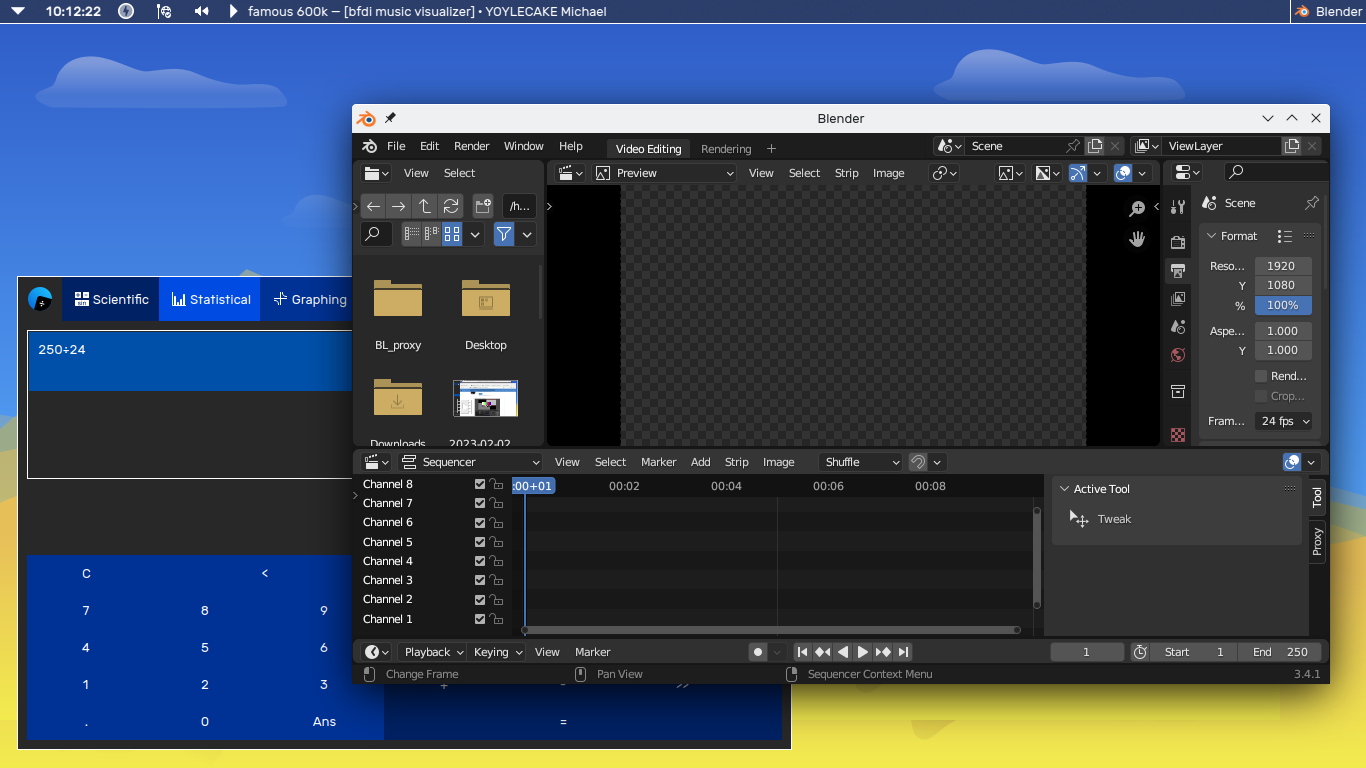 10:12:22 famous 600k — [bfdi music visualizer] • YOYLECAKE Michael Blender
Blender
File Edit Render Window Help Video Editing Rendering + Scene ViewLayer
View Select Preview View Select Strip Image
/h...
Scene
Format
Reso... 1920
Y 1080
% 100%
Aspe... 1.000
Y 1.000
Rend...
Crop...
Fram... 24 fps
BL_proxy Desktop
Downloads 2023-02-02
Sequencer View Select Marker Add Strip Image Shuffle
Channel 8 :00+01 00:02 00:04 00:06 00:08
Channel 7
Channel 6
Channel 5
Channel 4
Channel 3
Channel 2
Channel 1
Active Tool
Tweak
Tool
Proxy
Playback Keying View Marker 1 Start 1 End 250
Change Frame Pan View Sequencer Context Menu 3.4.1
Scientific Statistical Graphing
250÷24
C <
7 8 9
4 5 6
1 2 3
. 0 Ans =